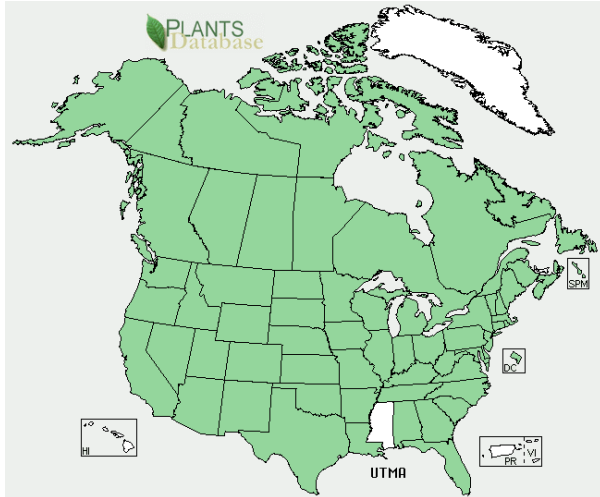 PLANTS
Database
SPM
DC
HI
PR
VI
UTMA